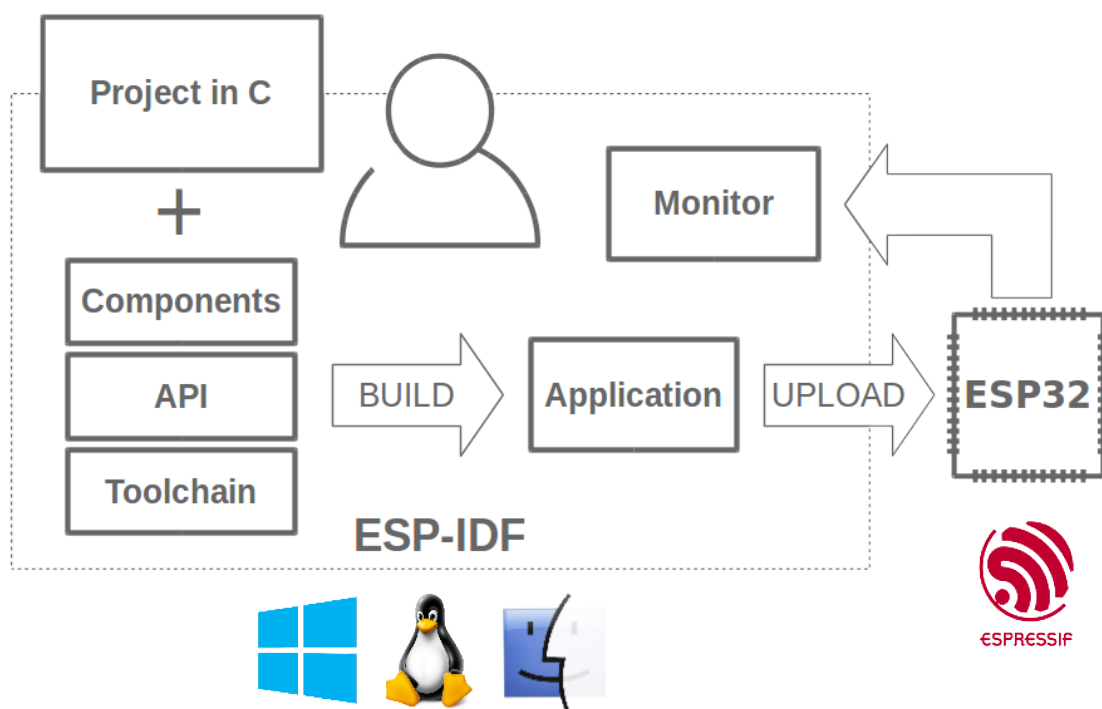 Project in C
+
Components
API
Toolchain
BUILD
Application
UPLOAD
Monitor
ESP32
ESP-IDF
ESPRESSIF